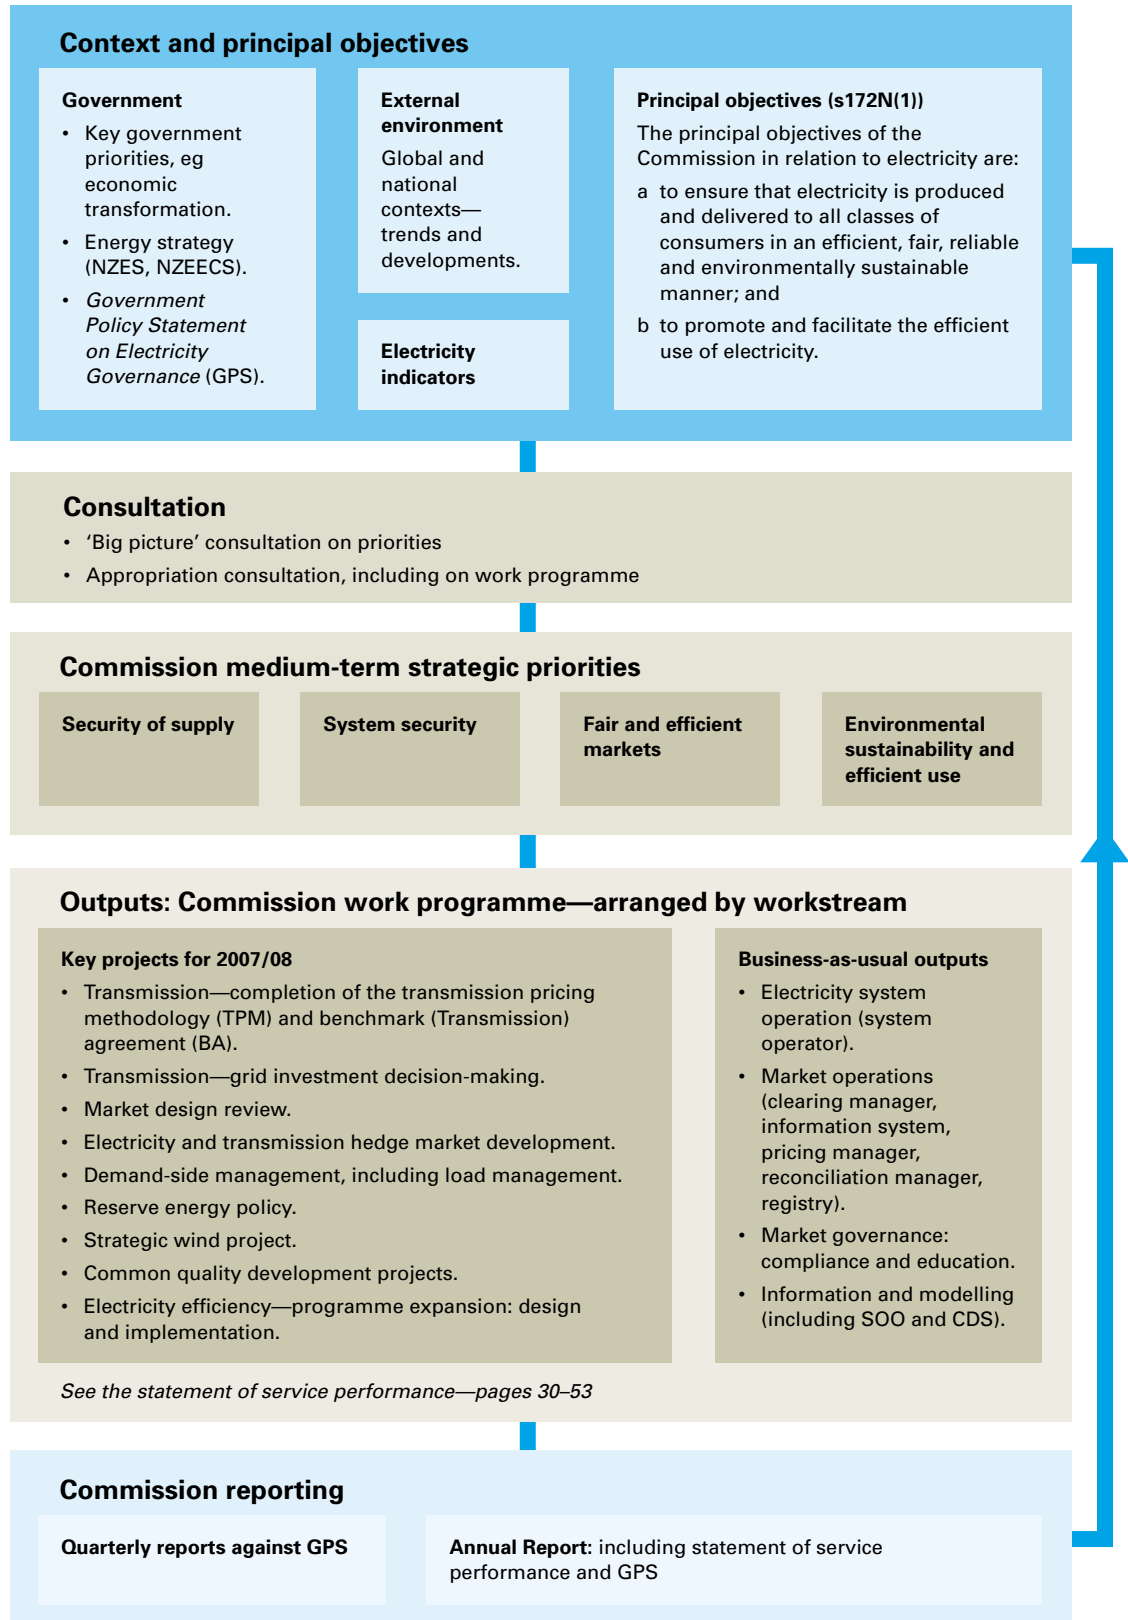 Context and principal objectives
Government
• Key government
priorities, eg
economic
transformation.
• Energy strategy
(NZES, NZEECS).
• Government
Policy Statement
on Electricity
Governance (GPS).
External
environment
Global and
national
contexts—
trends and
developments.
Electricity
indicators
Principal objectives (s172N(1))
The principal objectives of the
Commission in relation to electricity are:
a to ensure that electricity is produced
and delivered to all classes of
consumers in an efficient, fair, reliable
and environmentally sustainable
manner; and
b to promote and facilitate the efficient
use of electricity.
Consultation
• ‘Big picture’ consultation on priorities
• Appropriation consultation, including on work programme
Commission medium-term strategic priorities
Security of supply
System security
Fair and efficient
markets
Environmental
sustainability and
efficient use
Outputs: Commission work programme—arranged by workstream
Key projects for 2007/08
• Transmission—completion of the transmission pricing
methodology (TPM) and benchmark (Transmission)
agreement (BA).
• Transmission—grid investment decision-making.
• Market design review.
• Electricity and transmission hedge market development.
• Demand-side management, including load management.
• Reserve energy policy.
• Strategic wind project.
• Common quality development projects.
• Electricity efficiency—programme expansion: design
and implementation.
Business-as-usual outputs
• Electricity system
operation (system
operator).
• Market operations
(clearing manager,
information system,
pricing manager,
reconciliation manager,
registry).
• Market governance:
compliance and education.
• Information and modelling
(including SOO and CDS).
See the statement of service performance—pages 30–53
Commission reporting
Quarterly reports against GPS
Annual Report: including statement of service
performance and GPS